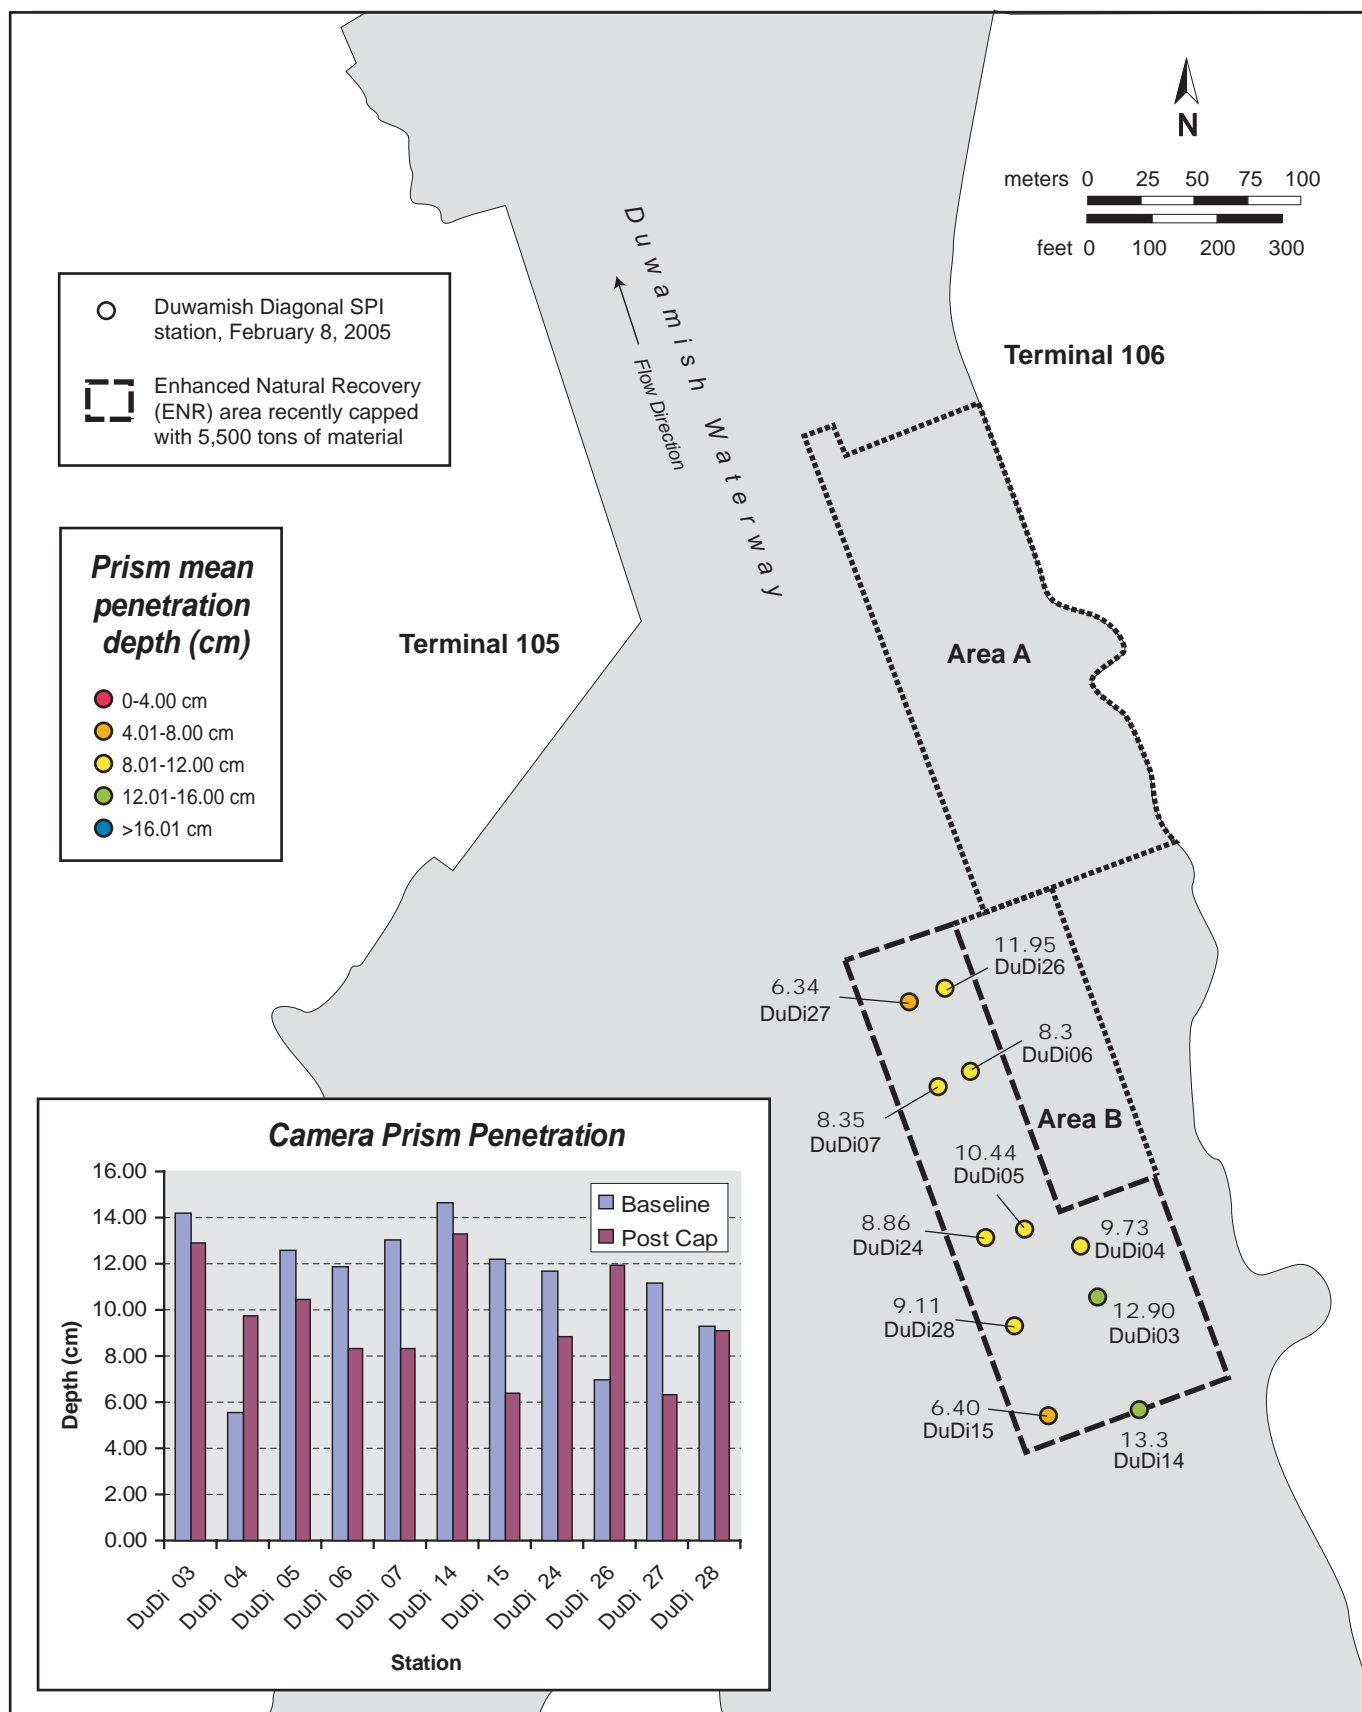 N
meters 0 25 50 75 100
feet 0 100 200 300
Duwamish Waterway
Flow Direction
Duwamish Diagonal SPI
station, February 8, 2005
Enhanced Natural Recovery
(ENR) area recently capped
with 5,500 tons of material
Terminal 106
Prism mean
penetration
depth (cm)
0-4.00 cm
4.01-8.00 cm
8.01-12.00 cm
12.01-16.00 cm
>16.01 cm
Terminal 105
Area A
11.95
DuDi26
6.34
DuDi27
8.3
DuDi06
8.35
DuDi07
Area B
10.44
DuDi05
8.86
DuDi24
9.73
DuDi04
12.90
DuDi03
9.11
DuDi28
6.40
DuDi15
13.3
DuDi14
Camera Prism Penetration
Baseline
Post Cap
16.00
14.00
12.00
10.00
8.00
6.00
4.00
2.00
0.00
Depth (cm)
DuDi 03
DuDi 04
DuDi 05
DuDi 06
DuDi 07
DuDi 14
DuDi 15
DuDi 24
DuDi 26
DuDi 27
DuDi 28
Station